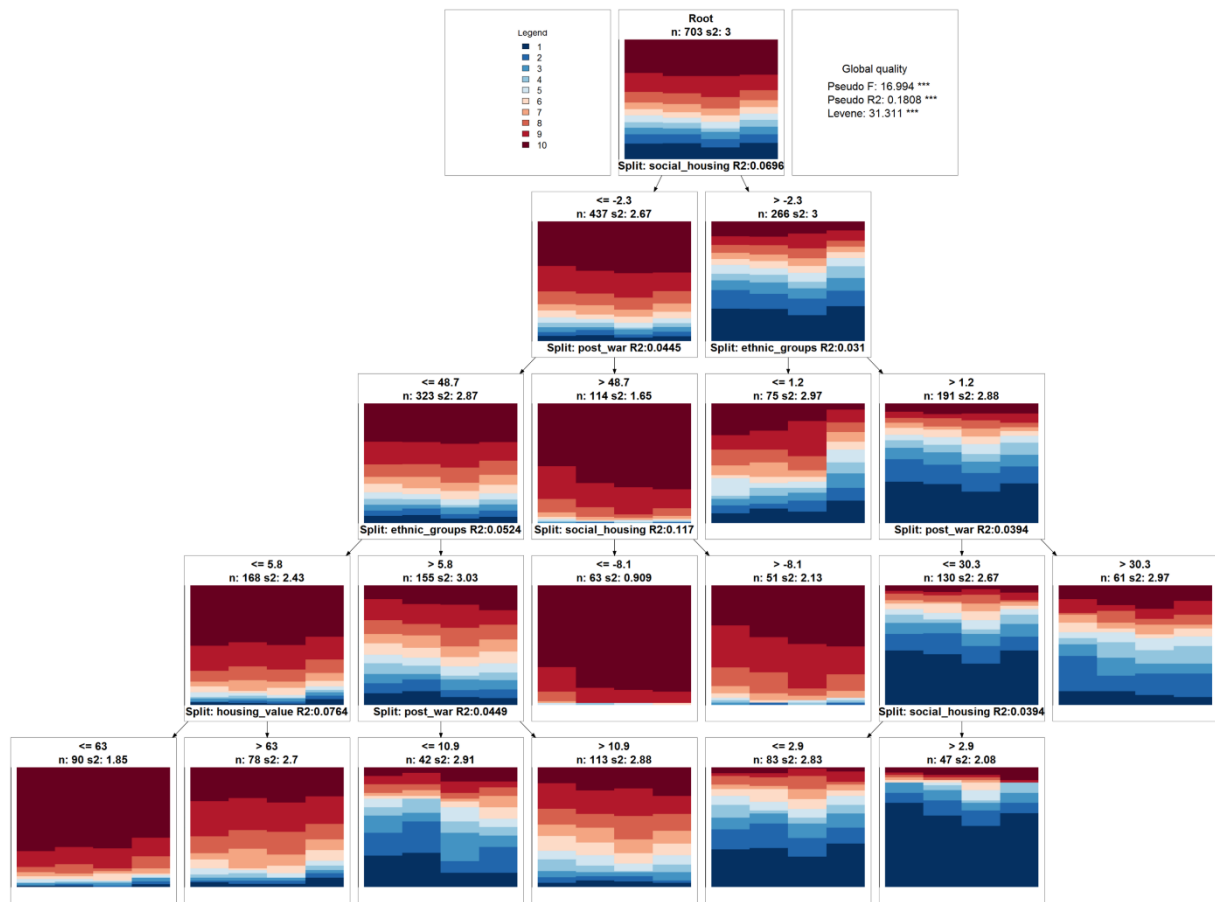 Legend
1
2
3
4
5
6
7
8
9
10
Root
n: 703 s2: 3
Split: social_housing R2:0.0696
Global quality
Pseudo F: 16.994 ***
Pseudo R2: 0.1808 ***
Levene: 31.311 ***
<= -2.3
n: 437 s2: 2.67
Split: post_war R2:0.0445
> -2.3
n: 266 s2: 3
Split: ethnic_groups R2:0.031
<= 48.7
n: 323 s2: 2.87
Split: ethnic_groups R2:0.0524
> 48.7
n: 114 s2: 1.65
Split: social_housing R2:0.117
<= 1.2
n: 75 s2: 2.97
> 1.2
n: 191 s2: 2.88
Split: post_war R2:0.0394
<= 5.8
n: 168 s2: 2.43
Split: housing_value R2:0.0764
> 5.8
n: 155 s2: 3.03
Split: post_war R2:0.0449
<= -8.1
n: 63 s2: 0.909
> -8.1
n: 51 s2: 2.13
<= 30.3
n: 130 s2: 2.67
Split: social_housing R2:0.0394
> 30.3
n: 61 s2: 2.97
<= 63
n: 90 s2: 1.85
> 63
n: 78 s2: 2.7
<= 10.9
n: 42 s2: 2.91
> 10.9
n: 113 s2: 2.88
<= 2.9
n: 83 s2: 2.83
> 2.9
n: 47 s2: 2.08